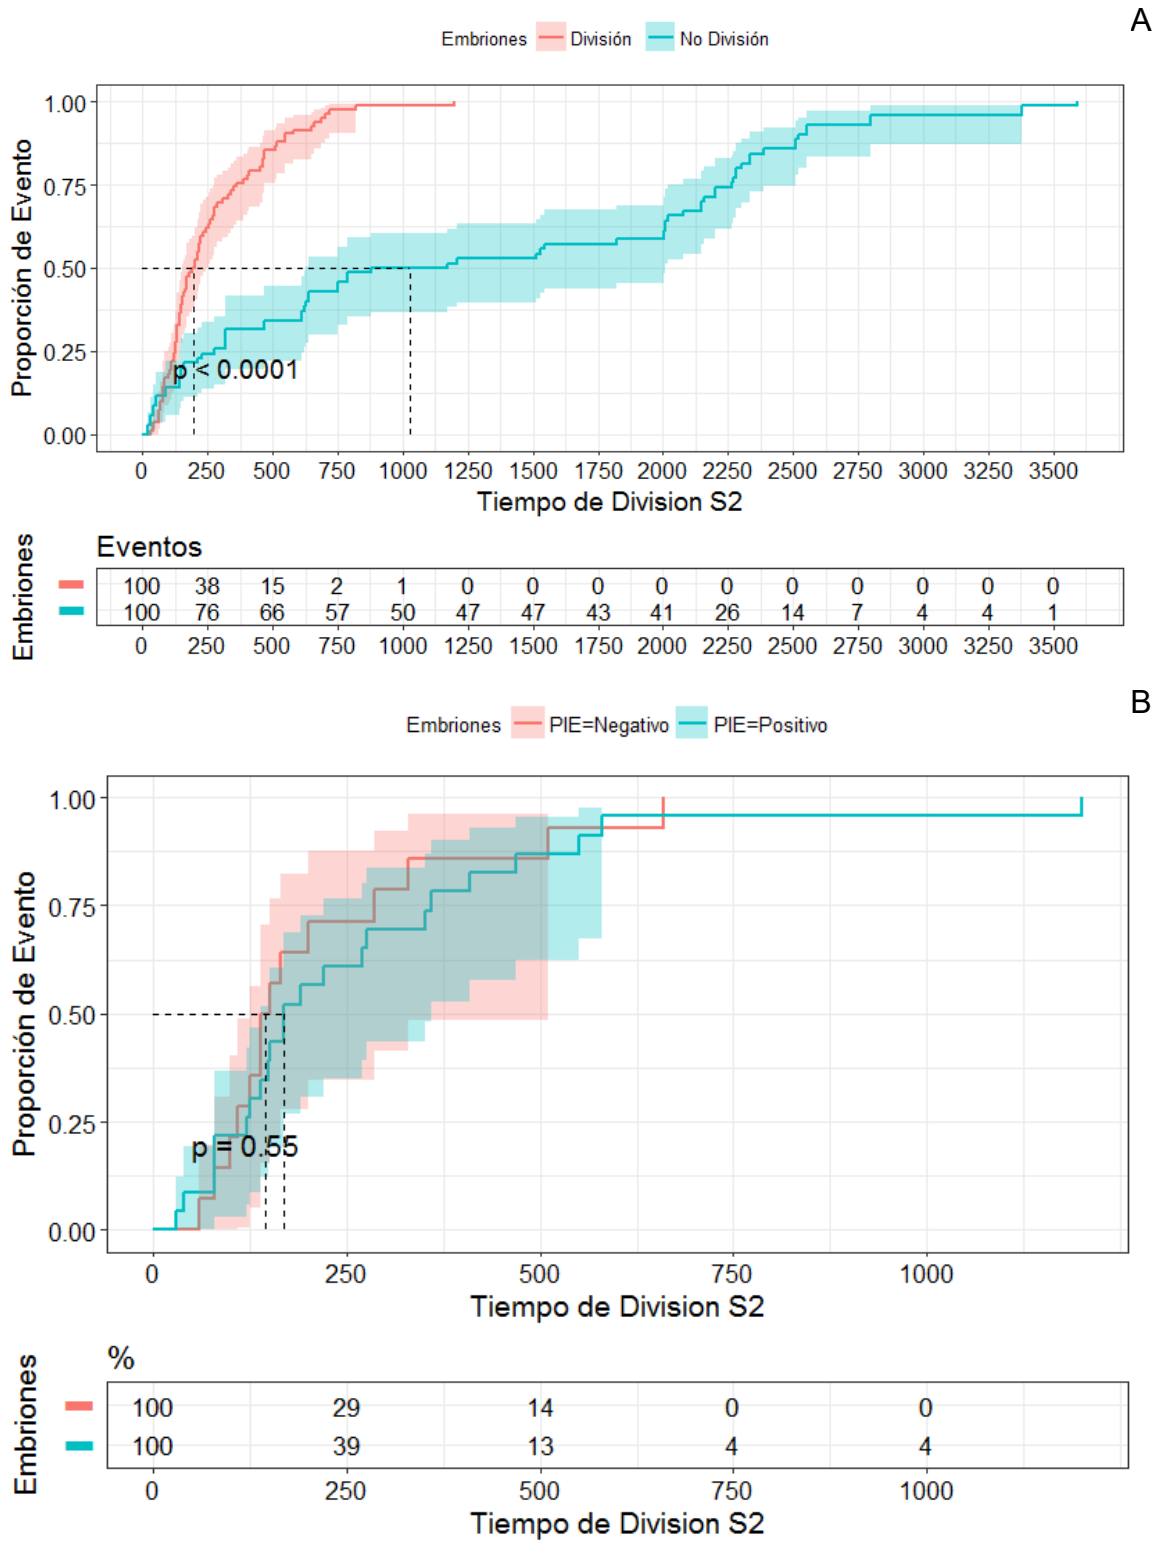 A
Embriones División No División
1.00
0.75
0.50
0.25
0.00
Proporción de Evento
p < 0.0001
0 250 500 750 1000 1250 1500 1750 2000 2250 2500 2750 3000 3250 3500
Tiempo de Division S2
Eventos
Embriones
100 38 15 2 1 0 0 0 0 0 0 0 0 0 0
100 76 66 57 50 47 47 43 41 26 14 7 4 4 1
0 250 500 750 1000 1250 1500 1750 2000 2250 2500 2750 3000 3250 3500
B
Embriones PIE=Negativo PIE=Positivo
1.00
0.75
0.50
0.25
0.00
Proporción de Evento
p = 0.55
0 250 500 750 1000
Tiempo de Division S2
%
Embriones
100 29 14 0 0
100 39 13 4 4
0 250 500 750 1000
Tiempo de Division S2